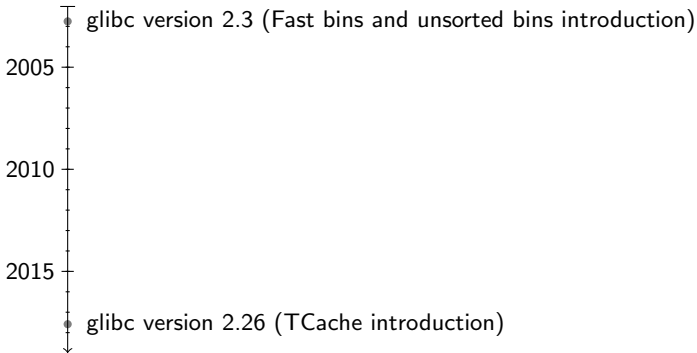 glibc version 2.3 (Fast bins and unsorted bins introduction)
2005
2010
2015
glibc version 2.26 (TCache introduction)